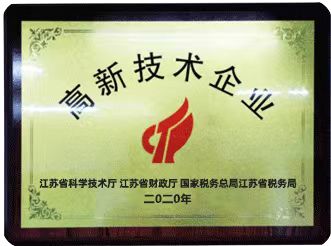 高新技术企业
江苏省科学技术厅 江苏省财政厅 国家税务总局江苏省税务局
二〇二〇年